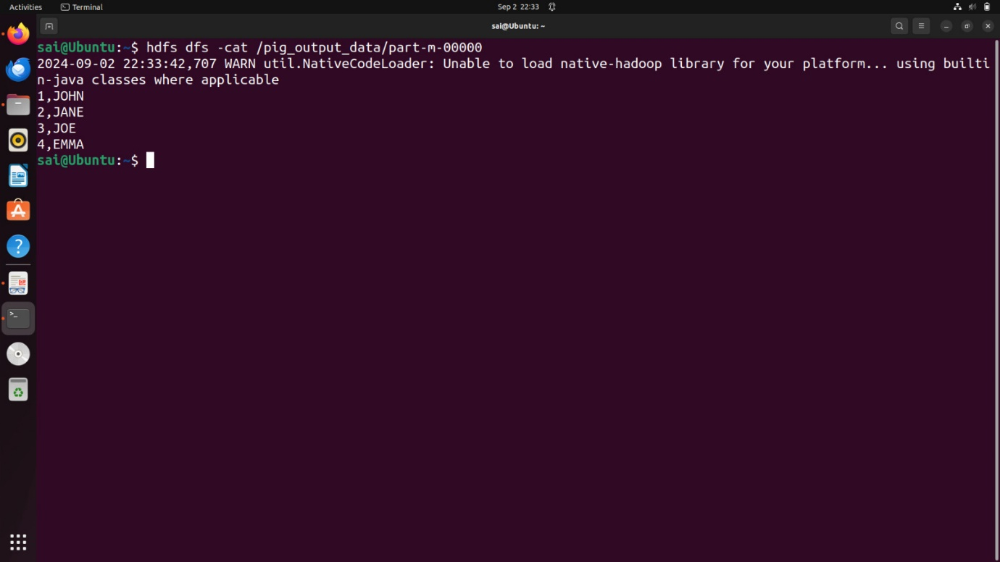 Activities
Terminal
Sep 2 22:33
sai@Ubuntu: ~
sai@Ubuntu:~$ hdfs dfs -cat /pig_output_data/part-m-00000
2024-09-02 22:33:42,707 WARN util.NativeCodeLoader: Unable to load native-hadoop library for your platform... using builti
n-java classes where applicable
1,JOHN
2,JANE
3,JOE
4,EMMA
sai@Ubuntu:~$